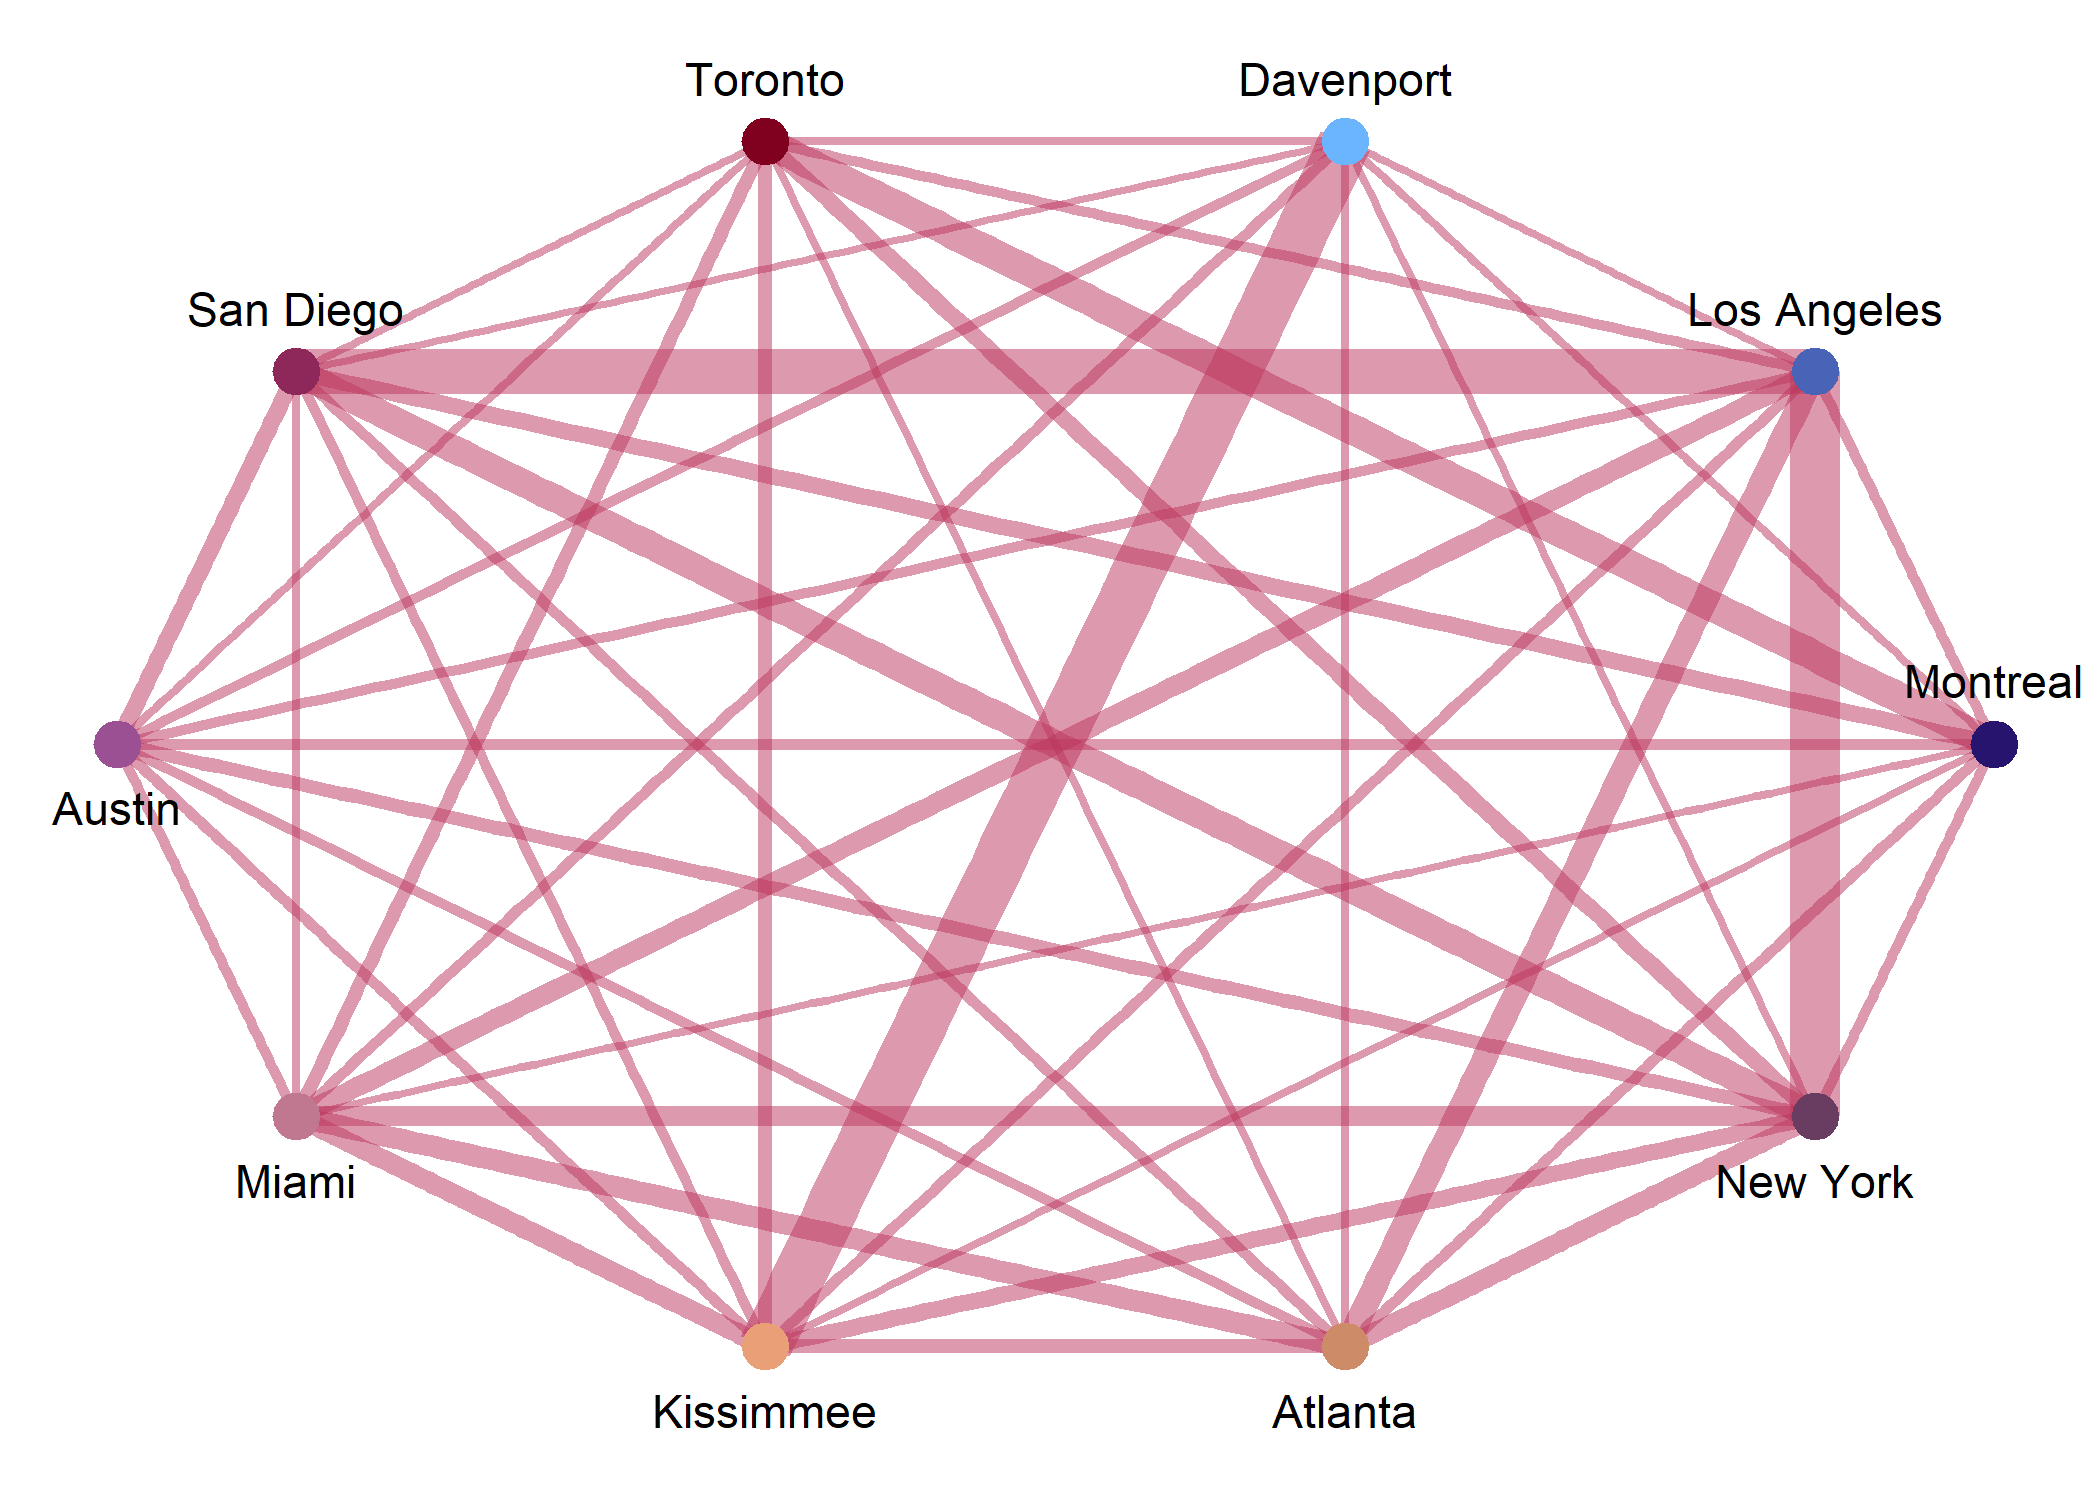 Toronto
Davenport
San Diego
Los Angeles
Montreal
Austin
Miami
New York
Kissimmee
Atlanta